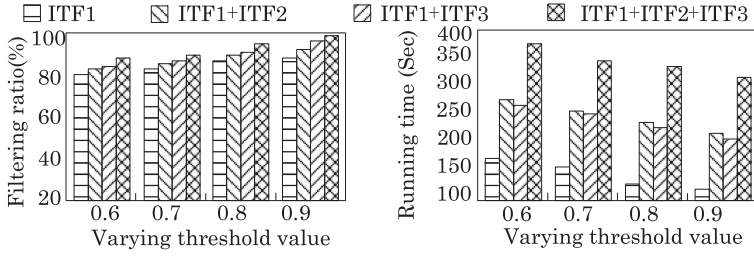 ITF1 ITF1+ITF2 ITF1+ITF3 ITF1+ITF2+ITF3
Filtering ratio(%)
100
80
60
40
20
0.6 0.7 0.8 0.9
Varying threshold value
Running time (Sec)
400
350
300
250
200
150
100
0.6 0.7 0.8 0.9
Varying threshold value